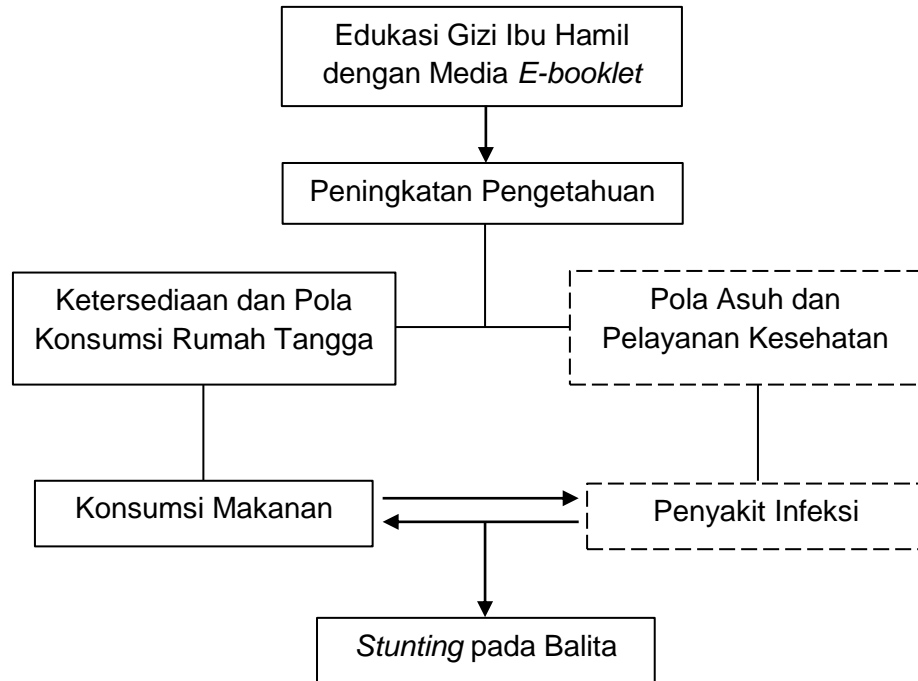 Edukasi Gizi Ibu Hamil
dengan Media E-booklet
Peningkatan Pengetahuan
Ketersediaan dan Pola
Konsumsi Rumah Tangga
Pola Asuh dan
Pelayanan Kesehatan
Konsumsi Makanan
Penyakit Infeksi
Stunting pada Balita